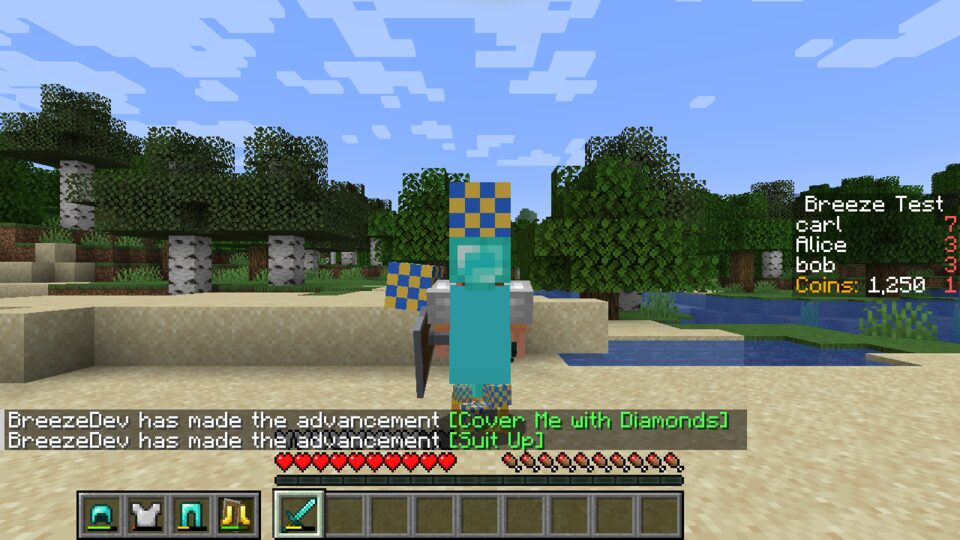 Breeze Test
carl 7
Alice 3
bob 3
Coins: 1,250 1
BreezeDev has made the advancement [Cover Me with Diamonds]
BreezeDev has made the advancement [Suit Up]